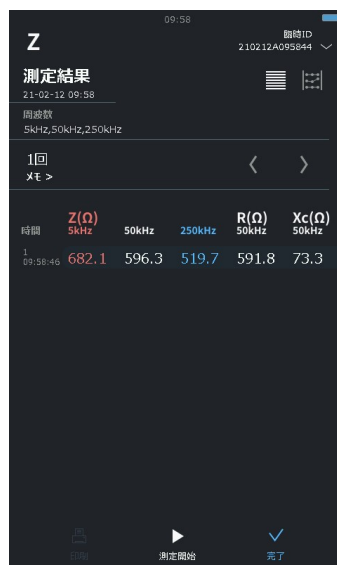 09:58
Z
臨時ID
210212A095844
測定結果
21-02-12 09:58
周波数
5kHz,50kHz,250kHz
1回
メモ >
Z(Ω) R(Ω) Xc(Ω)
時間 5kHz 50kHz 250kHz 50kHz 50kHz
1
09:58:46 682.1 596.3 519.7 591.8 73.3
印刷 測定開始 完了